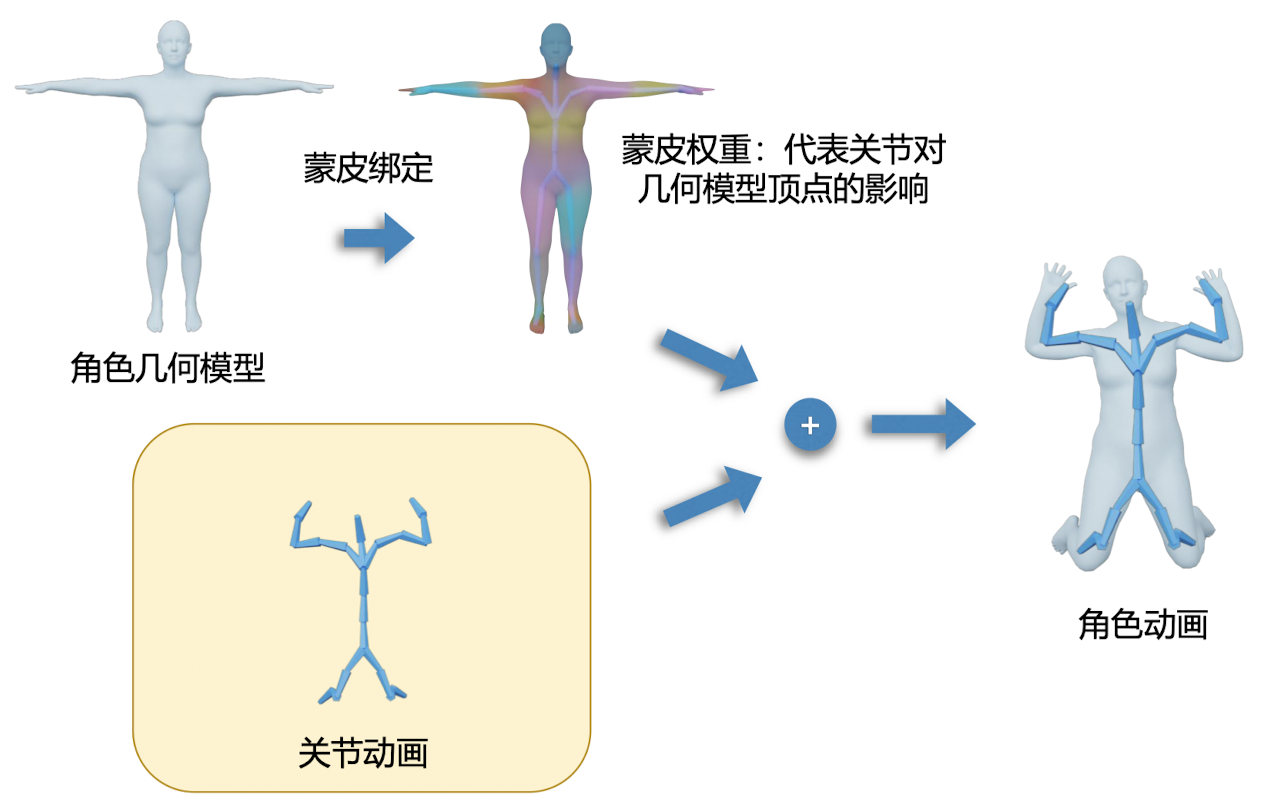 蒙皮绑定
蒙皮权重：代表关节对
几何模型顶点的影响
角色几何模型
+
关节动画
角色动画